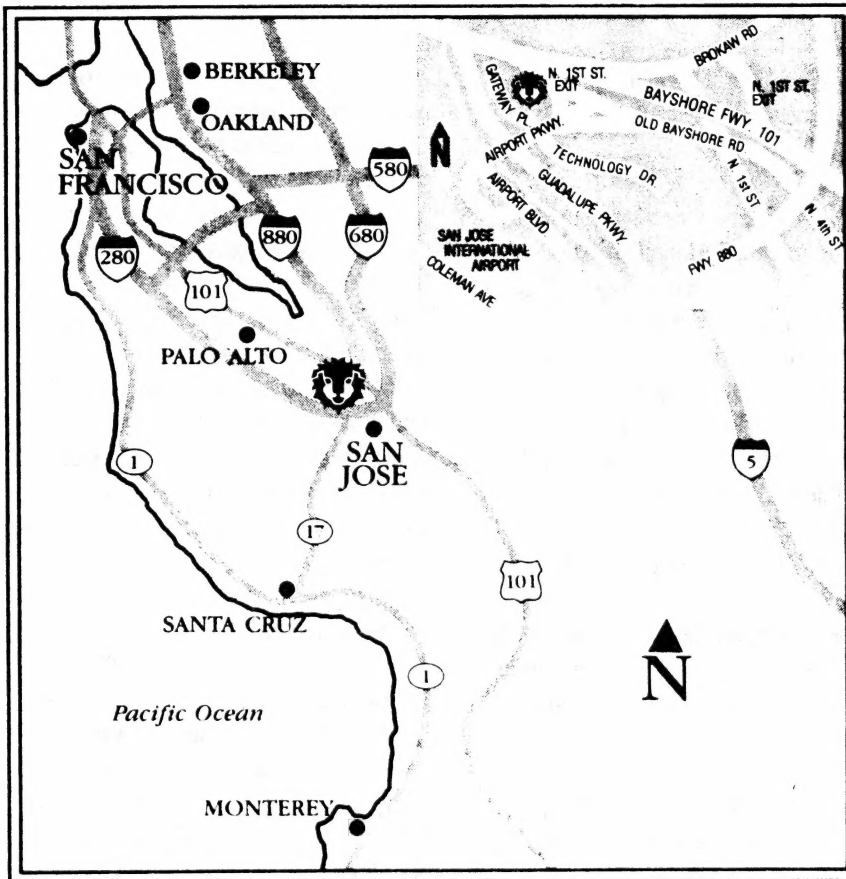 BERKELEY
OAKLAND
SAN
FRANCISCO
580
280
880
680
101
PALO ALTO
SAN
JOSE
1
17
5
101
SANTA CRUZ
1
Pacific Ocean
N
MONTEREY
BROKAW RD
N. 1ST ST.
EXIT
N. 1ST ST.
EXIT
GATEWAY PL.
BAYSHORE FWY. 101
OLD BAYSHORE RD
N
AIRPORT PKWY.
TECHNOLOGY DR.
N. 1st ST
AIRPORT BLVD
GUADALUPE PKWY
N. 4th ST
SAN JOSE
INTERNATIONAL
AIRPORT
FWY 880
COLEMAN AVE